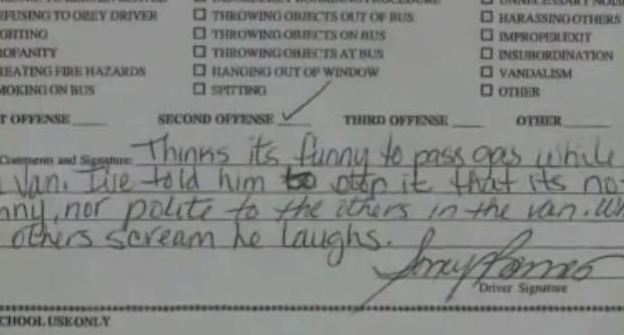 EFUSING TO OBEY DRIVER ☐ THROWING OBJECTS OUT OF BUS ☐ HARASSING OTHERS
GHTING ☐ THROWING OBJECTS ON BUS ☐ IMPROPER EXIT
ROFANITY ☐ THROWING OBJECTS AT BUS ☐ INSUBORDINATION
REATING FIRE HAZARDS ☐ HANGING OUT OF WINDOW ☐ VANDALISM
MOKING ON BUS ☐ SPITTING ☐ OTHER
T OFFENSE ____ SECOND OFFENSE ✓ THIRD OFFENSE ____ OTHER ____
Comments and Signature: Thinks its funny to pass gas while
Van. I've told him to stop it that its no
nny, nor polite to the others in the van. Wh
others scream he laughs.
Driver Signature
CHOOL USE ONLY